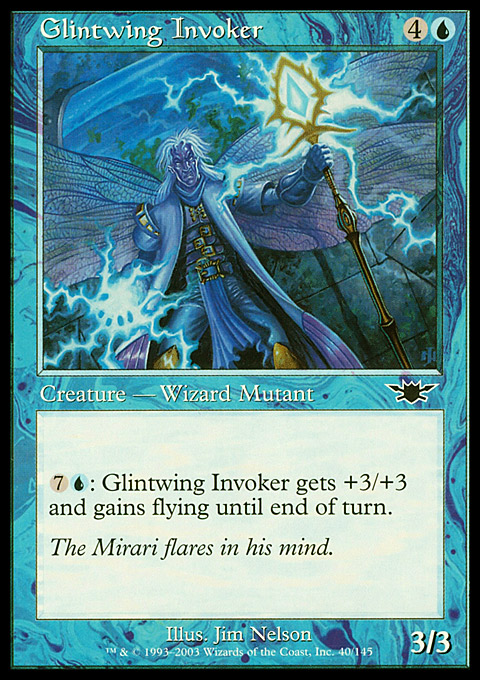 Glintwing Invoker 4
Creature — Wizard Mutant
7 : Glintwing Invoker gets +3/+3
and gains flying until end of turn.
The Mirari flares in his mind.
Illus. Jim Nelson
3/3
™ & © 1993-2003 Wizards of the Coast, Inc. 40/145